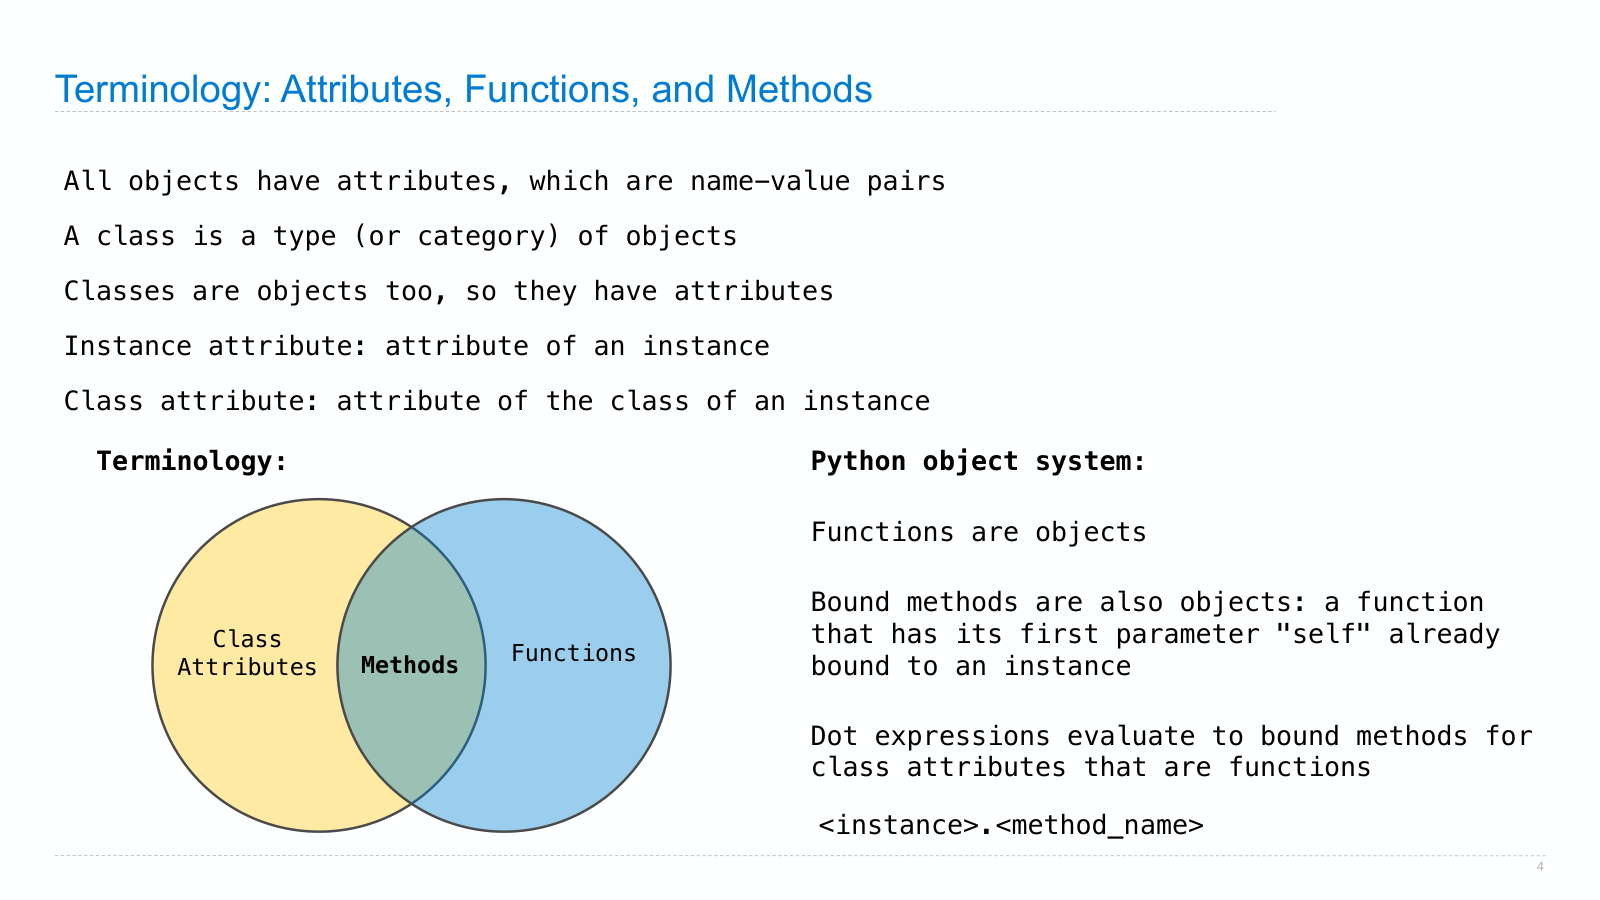 Terminology: Attributes, Functions, and Methods
All objects have attributes, which are name-value pairs
A class is a type (or category) of objects
Classes are objects too, so they have attributes
Instance attribute: attribute of an instance
Class attribute: attribute of the class of an instance
Terminology:
Class
Attributes
Methods
Functions
Python object system:
Functions are objects
Bound methods are also objects: a function
that has its first parameter "self" already
bound to an instance
Dot expressions evaluate to bound methods for
class attributes that are functions
<instance>.<method_name>
4